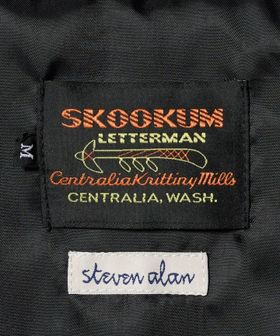 SKOOKUM
LETTERMAN
Centralia Knitting Mills
CENTRALIA, WASH.
M
steven alan